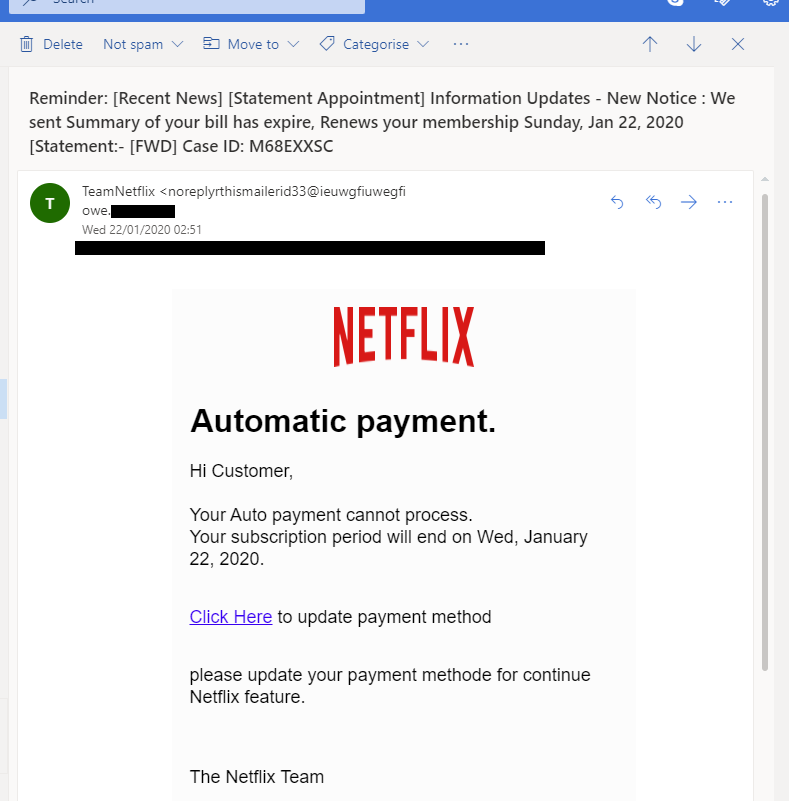 Search
Delete Not spam Move to Categorise ...
Reminder: [Recent News] [Statement Appointment] Information Updates - New Notice : We
sent Summary of your bill has expire, Renews your membership Sunday, Jan 22, 2020
[Statement:- [FWD] Case ID: M68EXXSC
T
TeamNetflix <noreplyrthismailerid33@ieuwgfiuwegfi
owe.
Wed 22/01/2020 02:51
NETFLIX
Automatic payment.
Hi Customer,
Your Auto payment cannot process.
Your subscription period will end on Wed, January
22, 2020.
Click Here to update payment method
please update your payment methode for continue
Netflix feature.
The Netflix Team